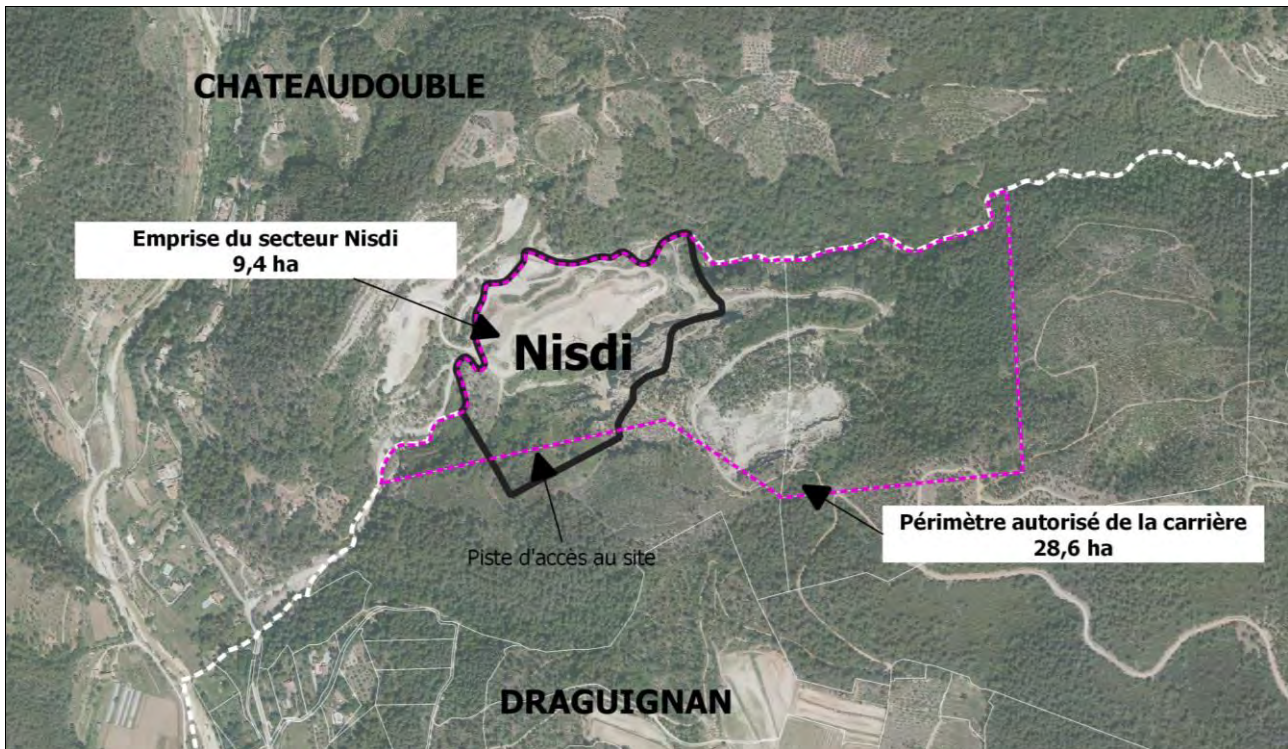 CHATEAUDOUBLE
Emprise du secteur Nisdi
9,4 ha
Nisdi
Périmètre autorisé de la carrière
28,6 ha
Piste d'accès au site
DRAGUIGNAN